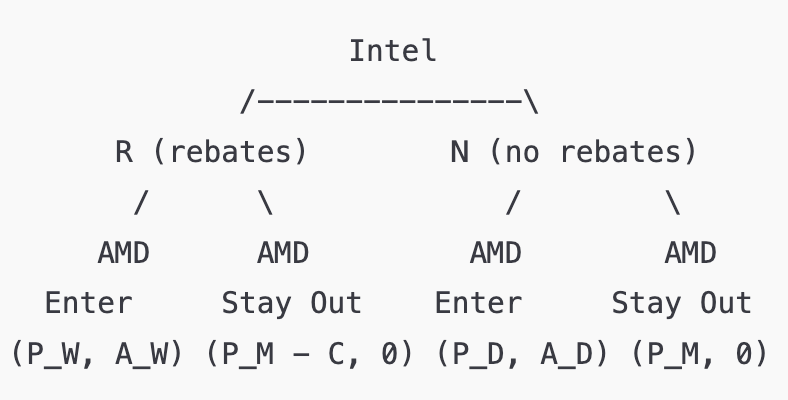 Intel
/---------------\
R (rebates) N (no rebates)
/ \ / \
AMD AMD AMD AMD
Enter Stay Out Enter Stay Out
(P_W, A_W) (P_M - C, 0) (P_D, A_D) (P_M, 0)